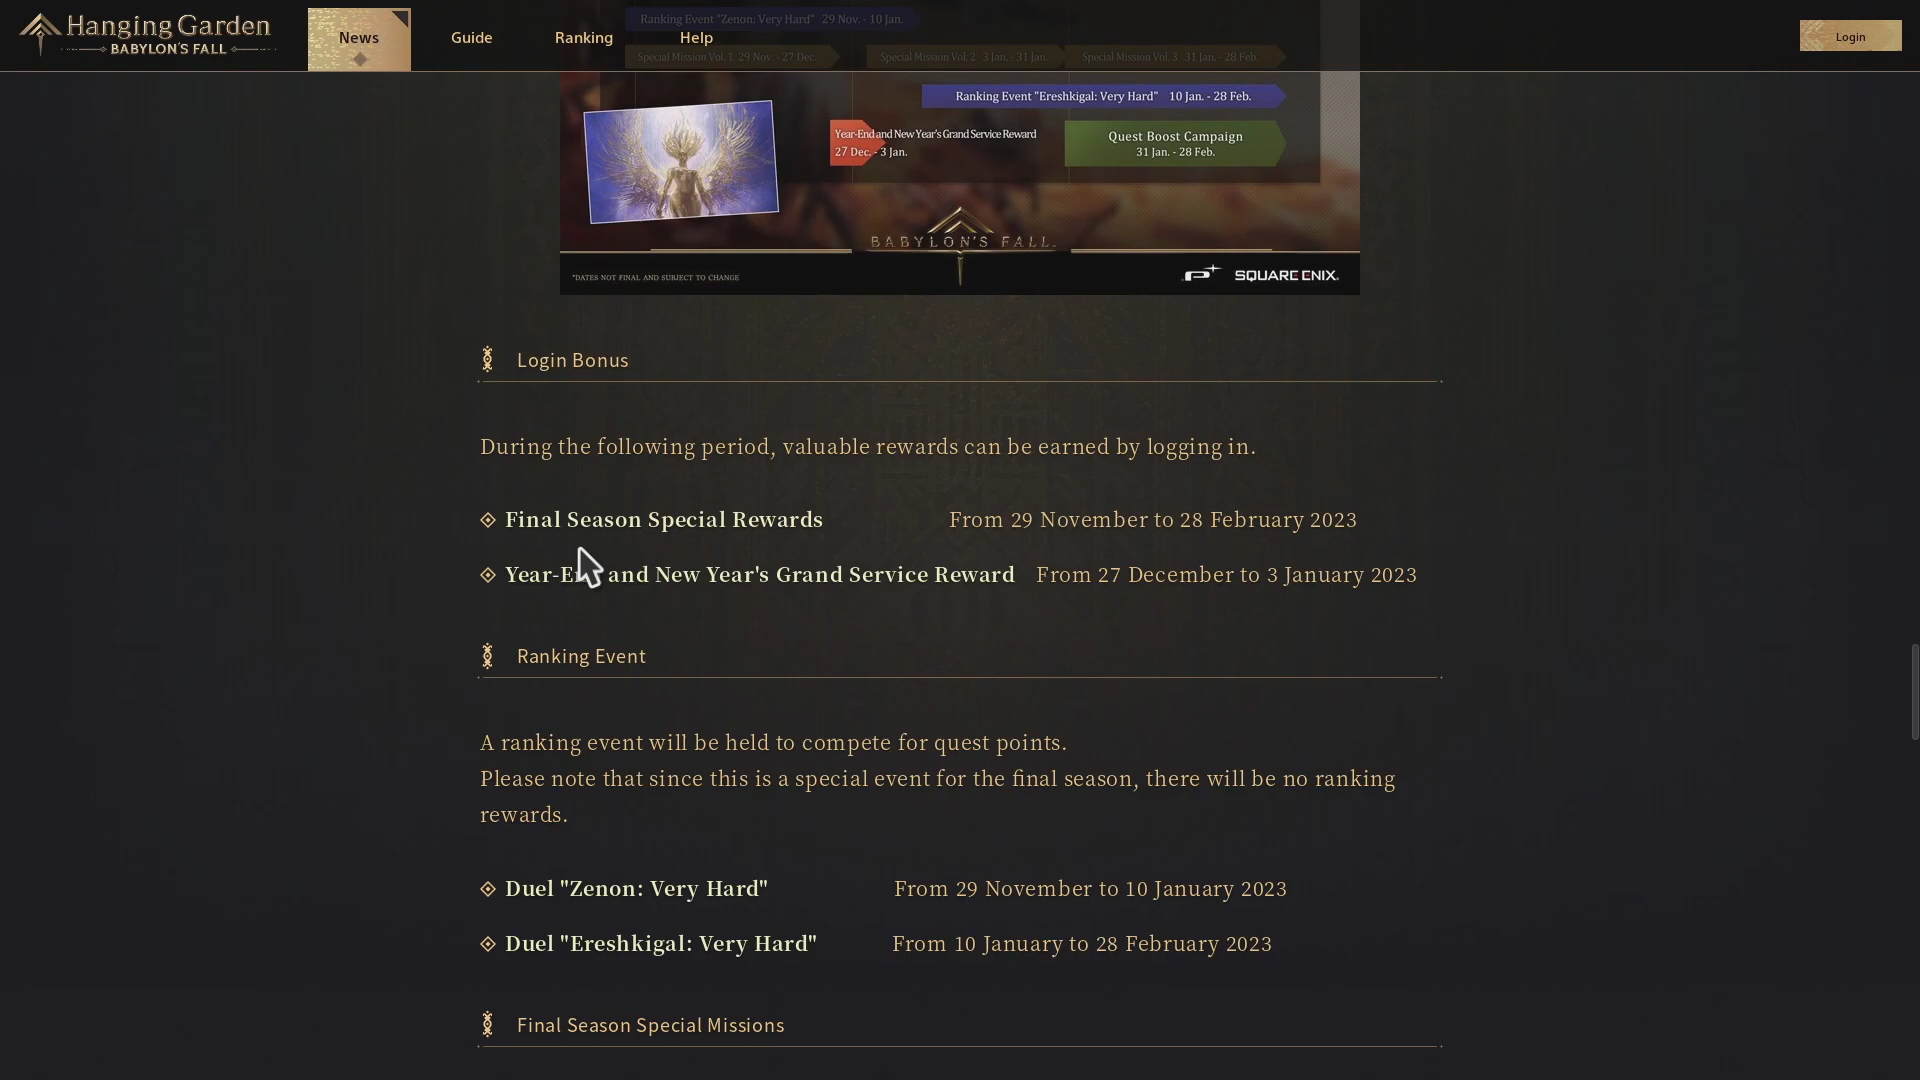 Hanging Garden
BABYLON'S FALL
News
Guide
Ranking
Help
Login
Ranking Event "Zenon: Very Hard" 29 Nov. - 10 Jan.
Special Mission Vol. 1 29 Nov. - 27 Dec.
Special Mission Vol. 2 3 Jan. - 31 Jan.
Special Mission Vol. 3 31 Jan. - 28 Feb.
Ranking Event "Ereshkigal: Very Hard" 10 Jan. - 28 Feb.
Year-End and New Year's Grand Service Reward
27 Dec. - 3 Jan.
Quest Boost Campaign
31 Jan. - 28 Feb.
BABYLON'S FALL
*DATES NOT FINAL AND SUBJECT TO CHANGE
SQUARE ENIX
Login Bonus
During the following period, valuable rewards can be earned by logging in.
Final Season Special Rewards From 29 November to 28 February 2023
Year-End and New Year's Grand Service Reward From 27 December to 3 January 2023
Ranking Event
A ranking event will be held to compete for quest points.
Please note that since this is a special event for the final season, there will be no ranking
rewards.
Duel "Zenon: Very Hard" From 29 November to 10 January 2023
Duel "Ereshkigal: Very Hard" From 10 January to 28 February 2023
Final Season Special Missions